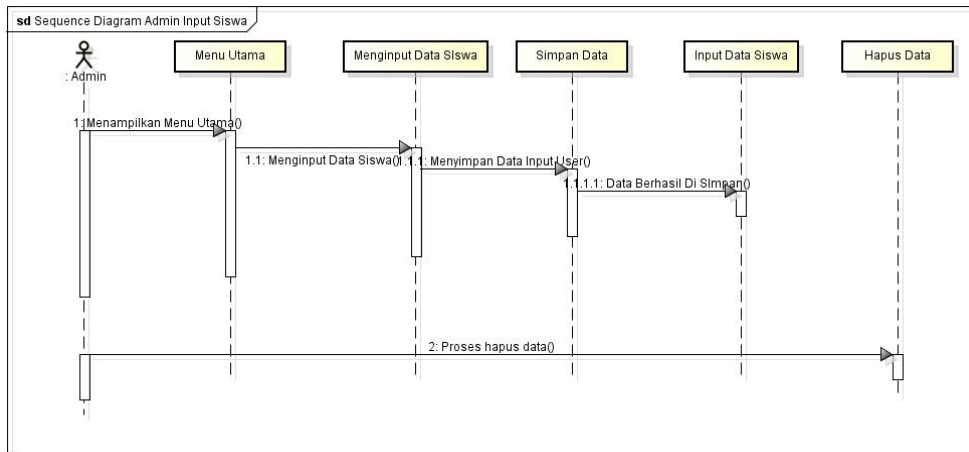 sd Sequence Diagram Admin Input Siswa
: Admin
Menu Utama
Menginput Data SIswa
Simpan Data
Input Data Siswa
Hapus Data
1: Menampilkan Menu Utama()
1.1: Menginput Data Siswa()
1.1.1: Menyimpan Data Input User()
1.1.1.1: Data Berhasil Di SImpan()
2: Proses hapus data()